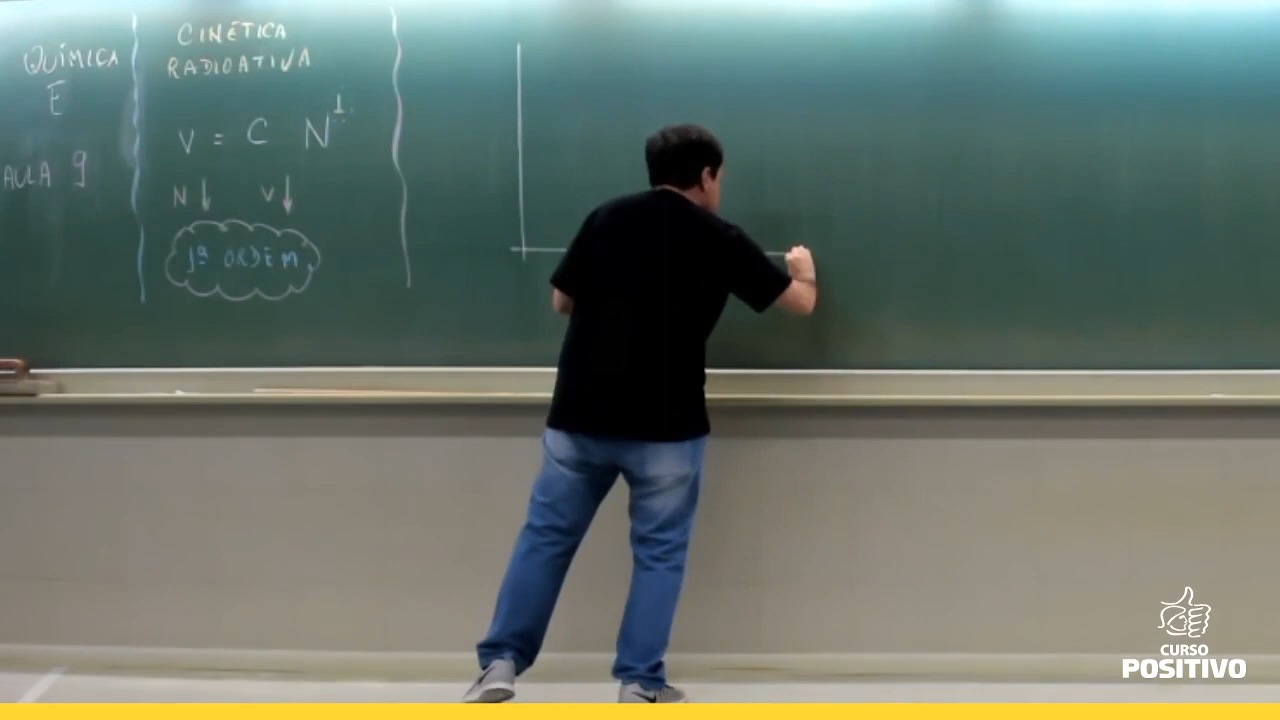 QUÍMICA
E
AULA 9
CINÉTICA
RADIOATIVA
V = C N¹
N↓ V↓
1ª ORDEM
CURSO
POSITIVO